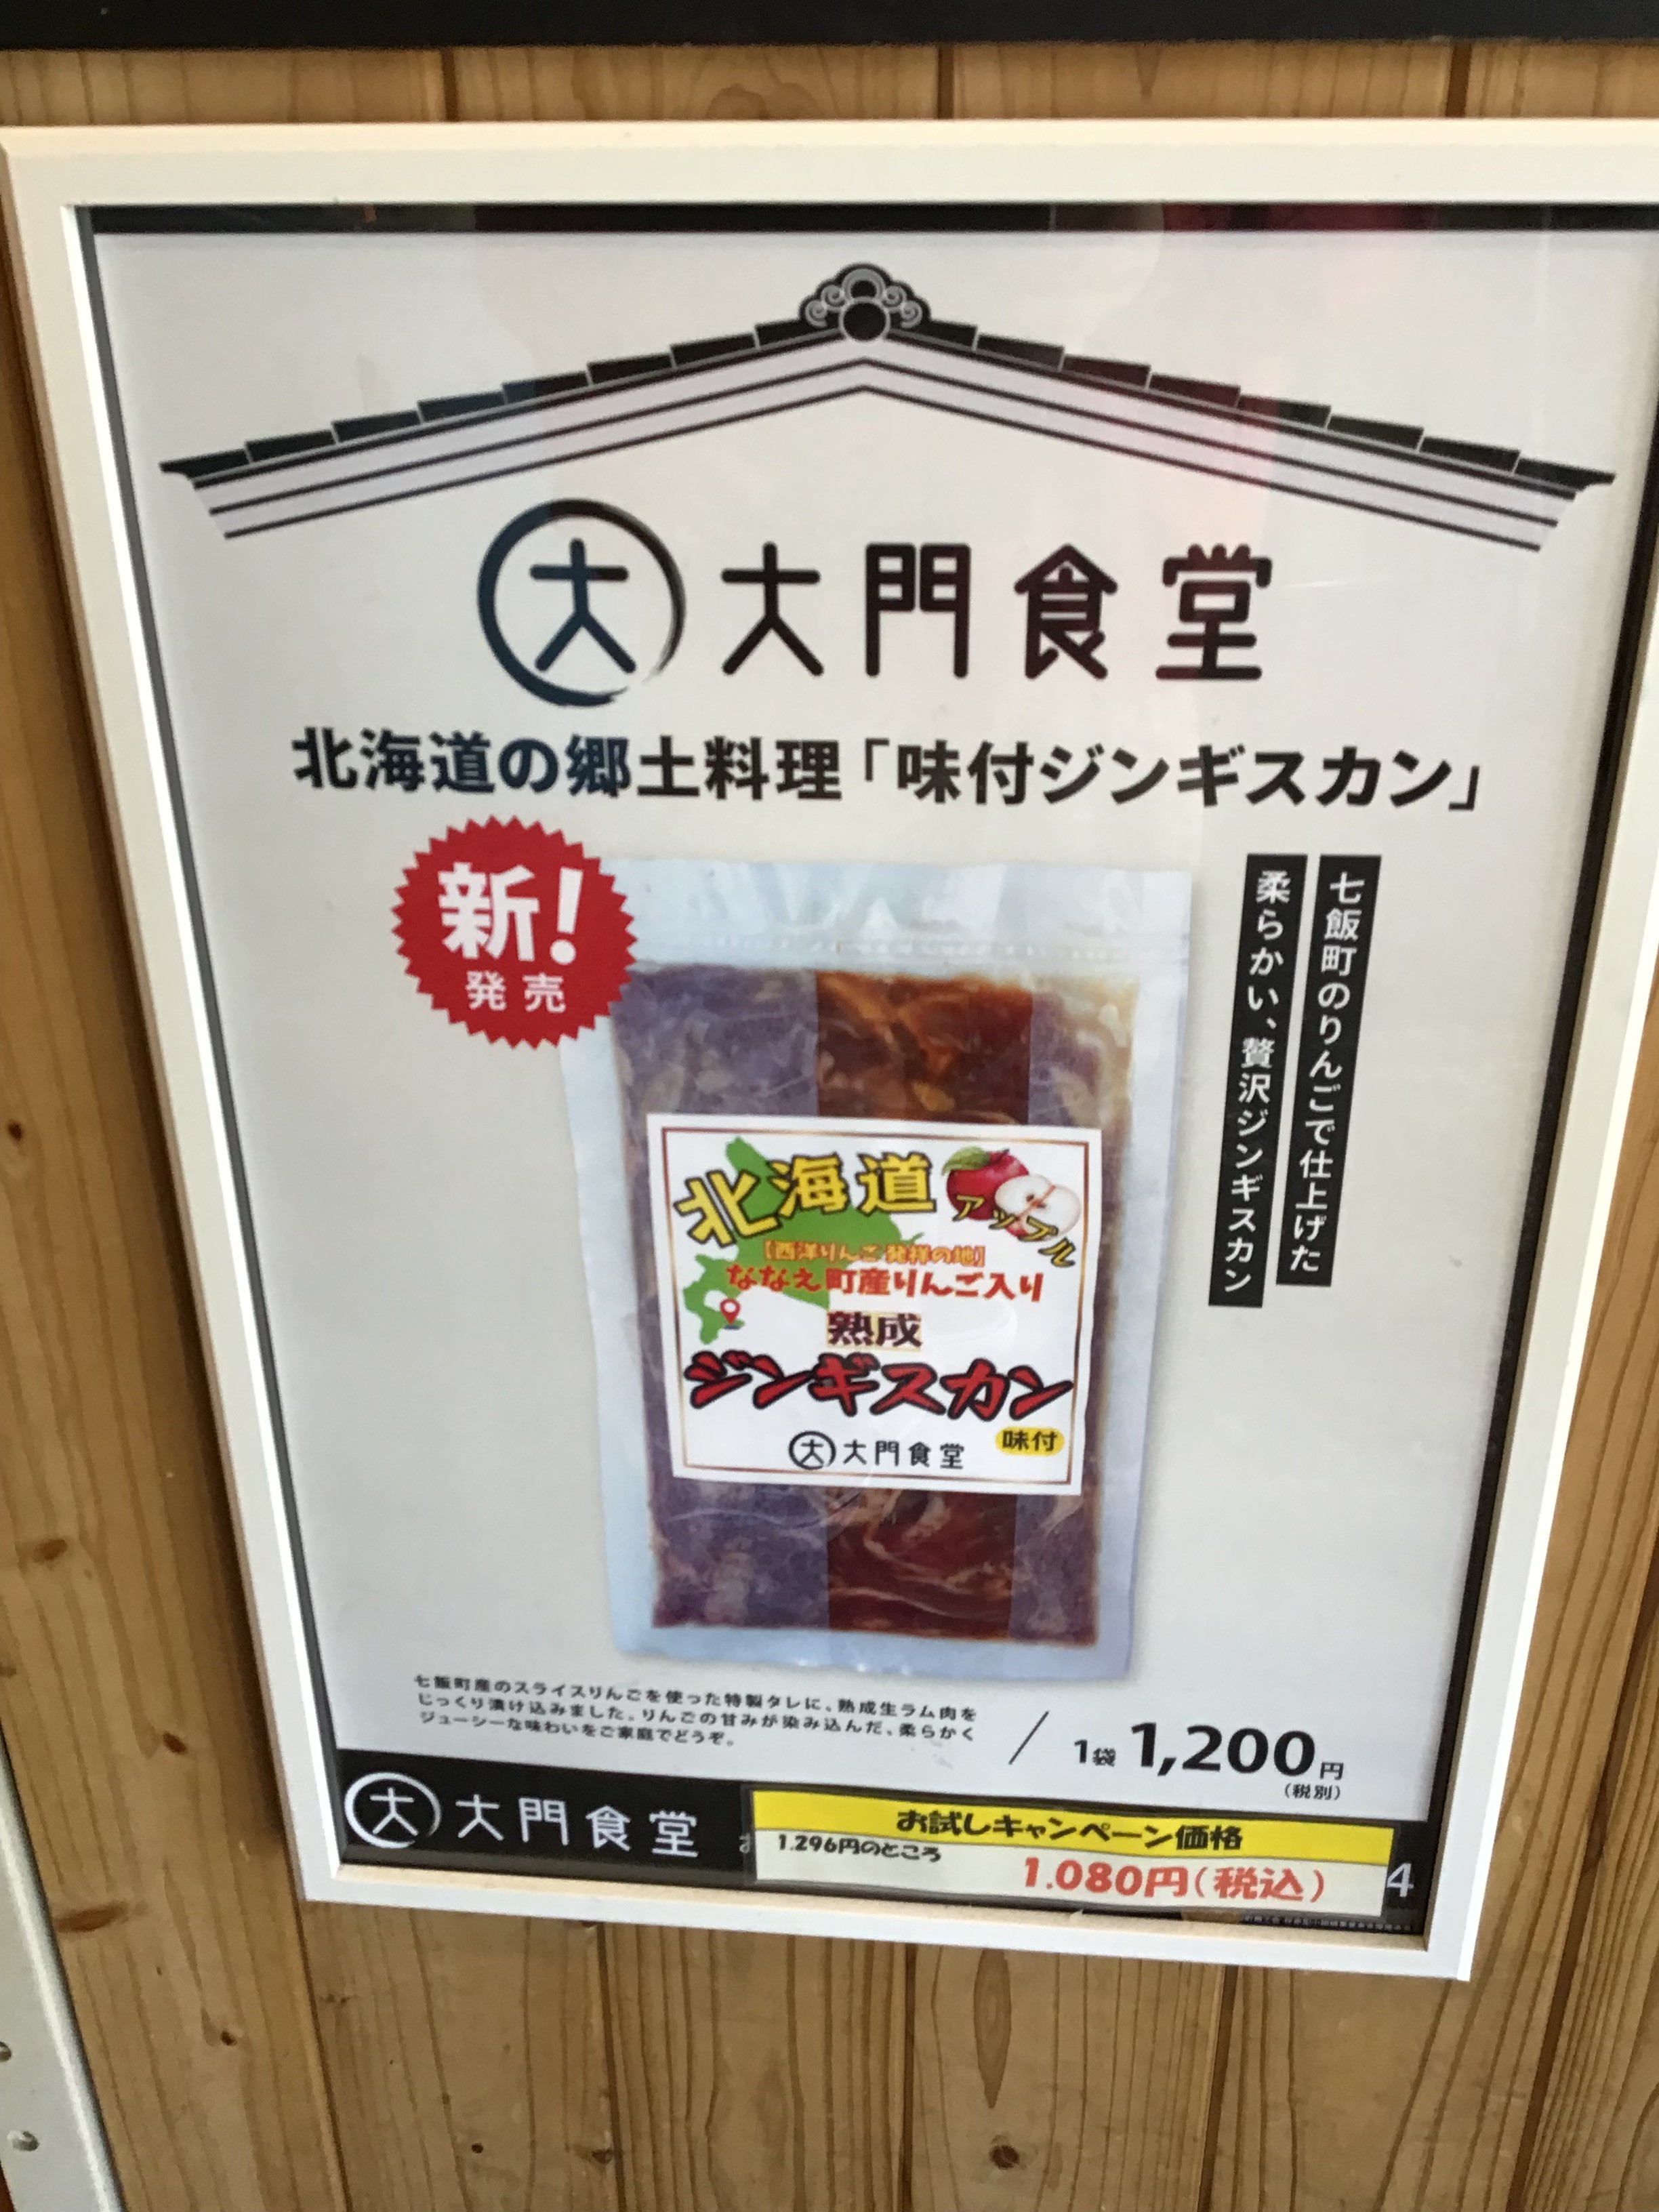 大 大門食堂
北海道の郷土料理「味付ジンギスカン」
新!
発売
七飯町のりんごで仕上げた
柔らかい、贅沢ジンギスカン
北海道
アップル
【西洋りんご発祥の地】
ななえ町産りんご入り
熟成
ジンギスカン
味付
大 大門食堂
七飯町産のスライスりんごを使った特製タレに、熟成生ラム肉を
じっくり漬け込みました。りんごの甘みが染み込んだ、柔らかく
ジューシーな味わいをご家庭でどうぞ。
1袋 1,200円
(税別)
大 大門食堂
お試しキャンペーン価格
1.296円のところ
1.080円(税込)
4